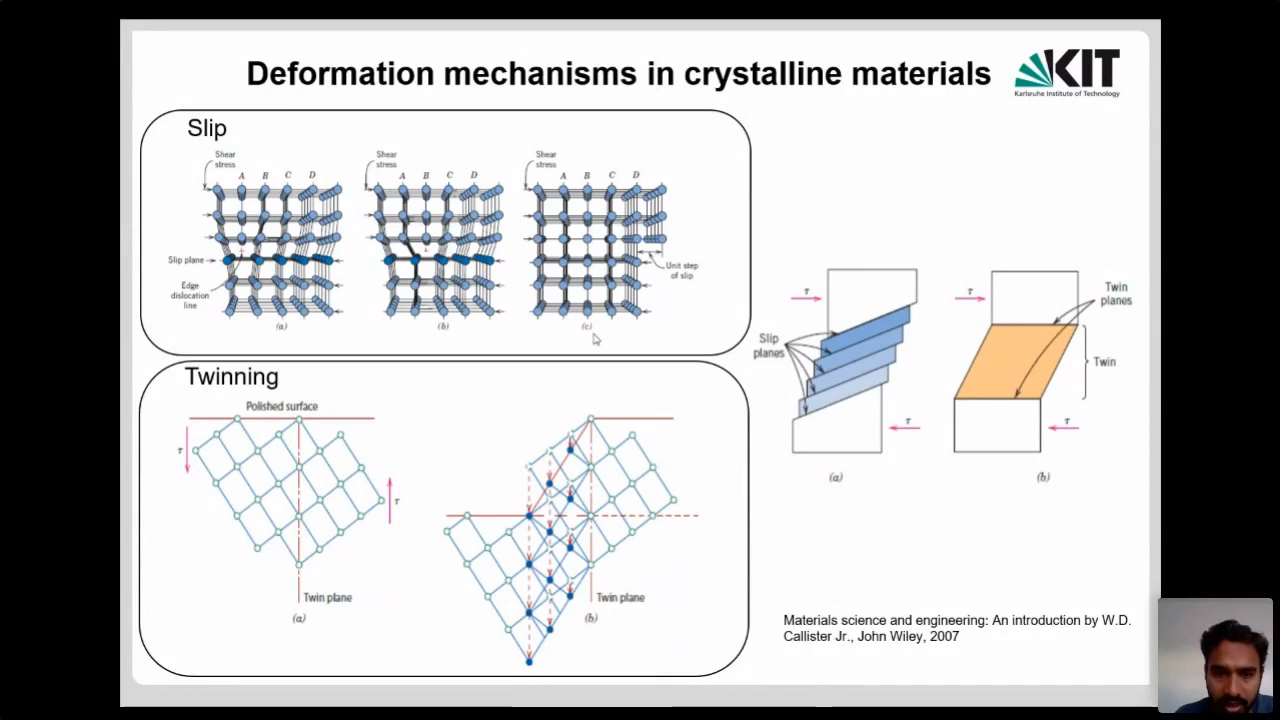 Deformation mechanisms in crystalline materials
KIT
Karlsruhe Institute of Technology
Slip
Shear
stress
A B C D
Slip plane
Edge
dislocation
line
(a)
Shear
stress
A B C D
(b)
Shear
stress
A B C D
Unit step
of slip
(c)
Twinning
Polished surface
τ
τ
Twin plane
(a)
Twin plane
(b)
τ
Slip
planes
τ
(a)
τ
Twin
planes
Twin
τ
(b)
Materials science and engineering: An introduction by W.D.
Callister Jr., John Wiley, 2007